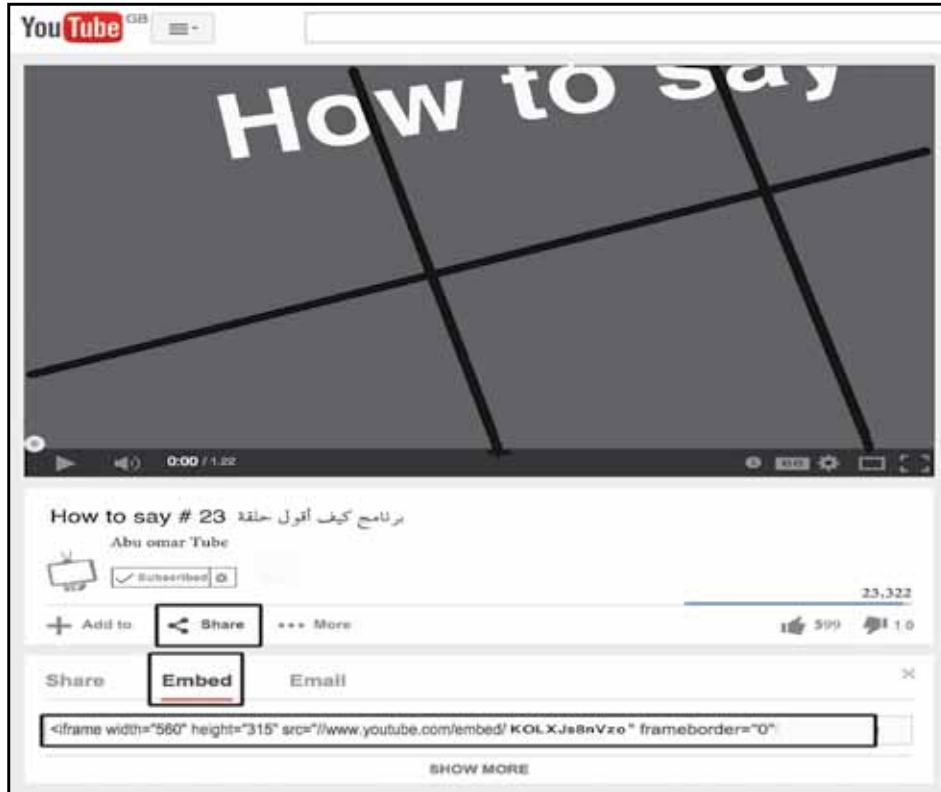 YouTube GB
How to say
0:00 / 1:22
How to say # 23 برنامج كيف أقول حلقة
Abu omar Tube
Subscribed
23,322
Add to Share More 599 10
Share Embed Email
<iframe width="560" height="315" src="//www.youtube.com/embed/ KOLXJs8nVzo" frameborder="0"
SHOW MORE